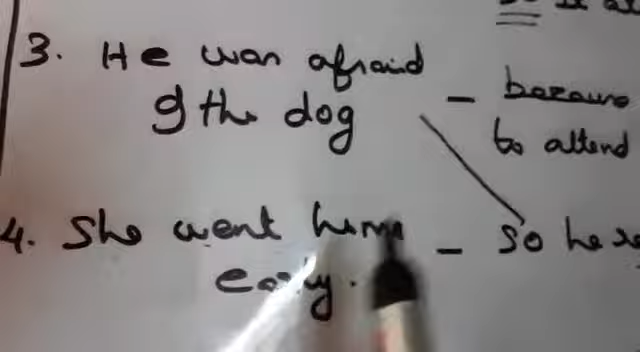 3. He was afraid
of the dog
because
to attend
4. She went home
early.
so he